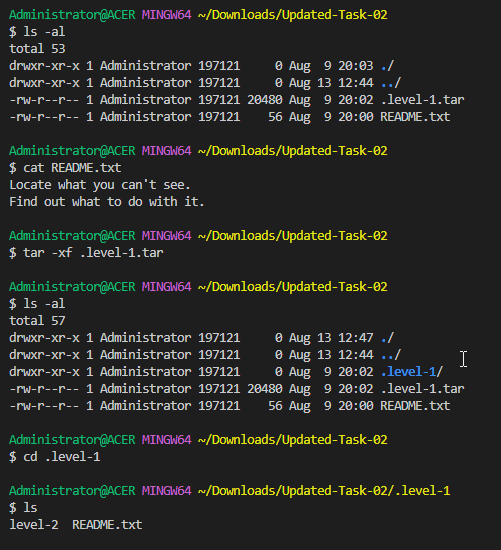 Administrator@ACER MINGW64 ~/Downloads/Updated-Task-02
$ ls -al
total 53
drwxr-xr-x 1 Administrator 197121     0 Aug  9 20:03 ./
drwxr-xr-x 1 Administrator 197121     0 Aug 13 12:44 ../
-rw-r--r-- 1 Administrator 197121 20480 Aug  9 20:02 .level-1.tar
-rw-r--r-- 1 Administrator 197121    56 Aug  9 20:00 README.txt
Administrator@ACER MINGW64 ~/Downloads/Updated-Task-02
$ cat README.txt
Locate what you can't see.
Find out what to do with it.
Administrator@ACER MINGW64 ~/Downloads/Updated-Task-02
$ tar -xf .level-1.tar
Administrator@ACER MINGW64 ~/Downloads/Updated-Task-02
$ ls -al
total 57
drwxr-xr-x 1 Administrator 197121     0 Aug 13 12:47 ./
drwxr-xr-x 1 Administrator 197121     0 Aug 13 12:44 ../
drwxr-xr-x 1 Administrator 197121     0 Aug  9 20:02 .level-1/
-rw-r--r-- 1 Administrator 197121 20480 Aug  9 20:02 .level-1.tar
-rw-r--r-- 1 Administrator 197121    56 Aug  9 20:00 README.txt
Administrator@ACER MINGW64 ~/Downloads/Updated-Task-02
$ cd .level-1
Administrator@ACER MINGW64 ~/Downloads/Updated-Task-02/.level-1
$ ls
level-2  README.txt